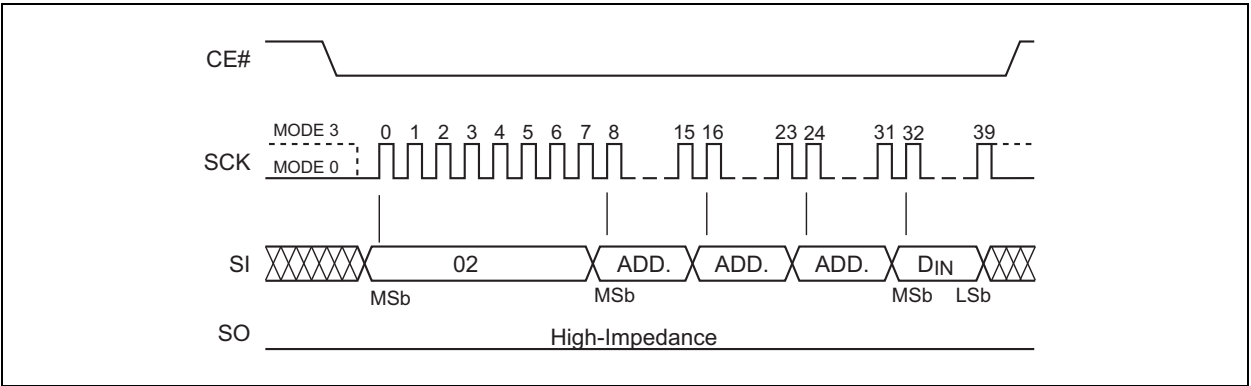 CE#
MODE 3
0 1 2 3 4 5 6 7 8 15 16 23 24 31 32 39
SCK
MODE 0
SI 02 ADD. ADD. ADD. DIN
MSb MSb MSb LSb
SO High-Impedance